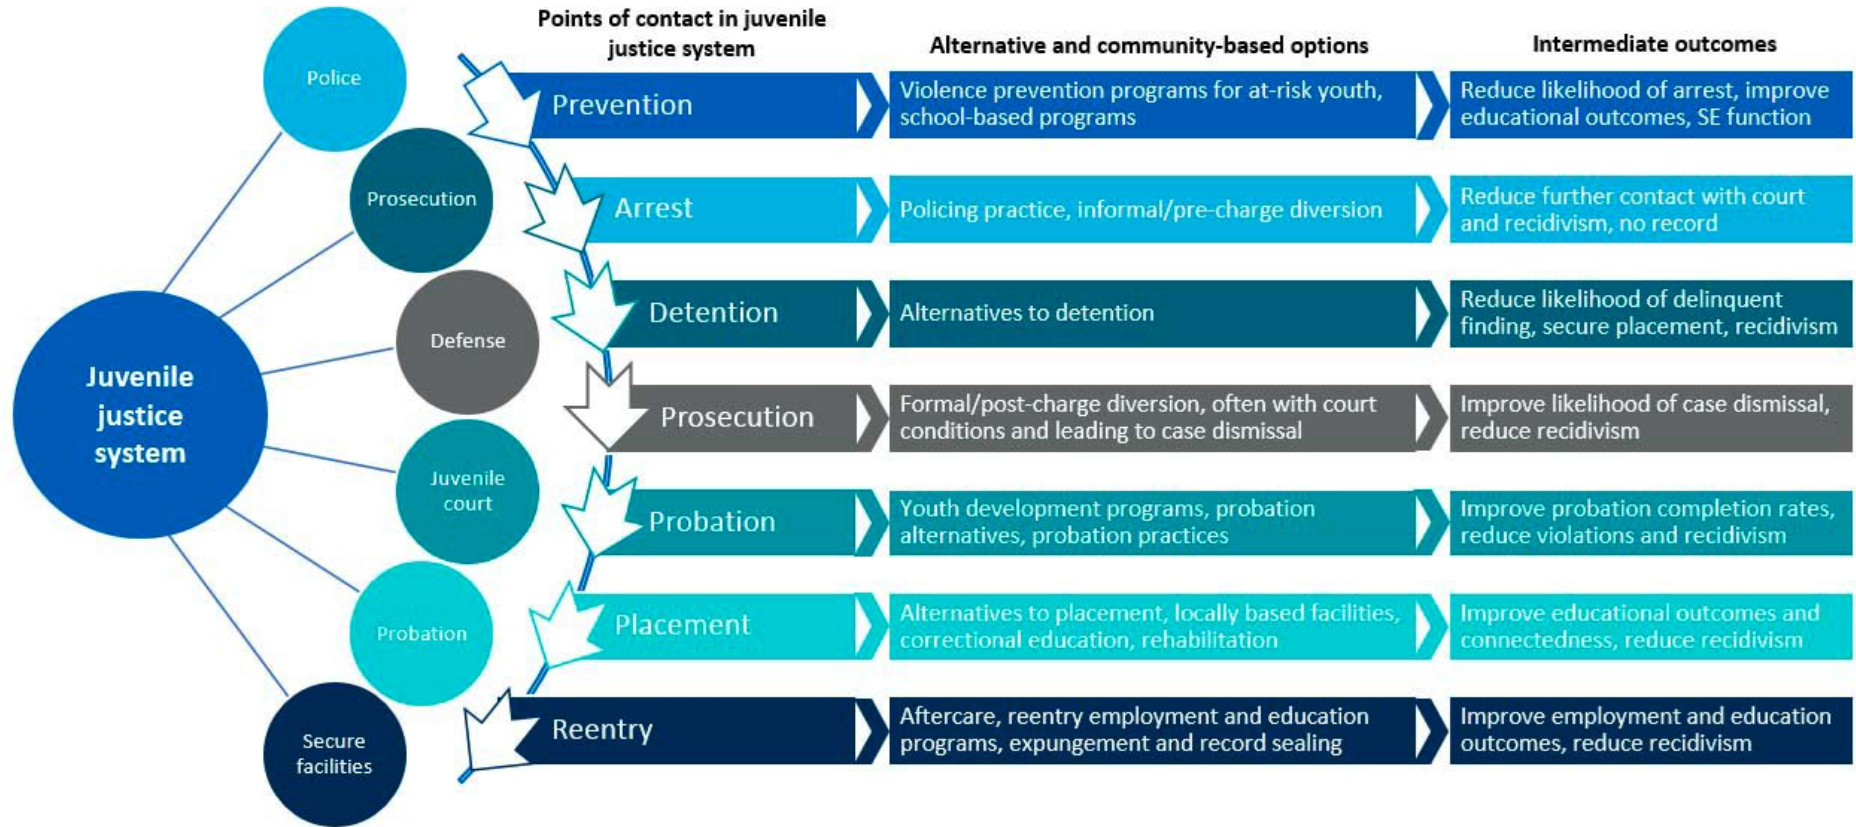 Points of contact in juvenile
justice system
Alternative and community-based options
Intermediate outcomes
Juvenile
justice
system
Police
Prosecution
Defense
Juvenile
court
Probation
Secure
facilities
Prevention
Violence prevention programs for at-risk youth,
school-based programs
Reduce likelihood of arrest, improve
educational outcomes, SE function
Arrest
Policing practice, informal/pre-charge diversion
Reduce further contact with court
and recidivism, no record
Detention
Alternatives to detention
Reduce likelihood of delinquent
finding, secure placement, recidivism
Prosecution
Formal/post-charge diversion, often with court
conditions and leading to case dismissal
Improve likelihood of case dismissal,
reduce recidivism
Probation
Youth development programs, probation
alternatives, probation practices
Improve probation completion rates,
reduce violations and recidivism
Placement
Alternatives to placement, locally based facilities,
correctional education, rehabilitation
Improve educational outcomes and
connectedness, reduce recidivism
Reentry
Aftercare, reentry employment and education
programs, expungement and record sealing
Improve employment and education
outcomes, reduce recidivism